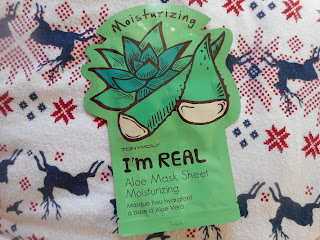 Moisturizing
TONYMOLY
I'm REAL
Aloe Mask Sheet
Moisturizing
Masque tissu hydratant
à base d'Aloe Vera